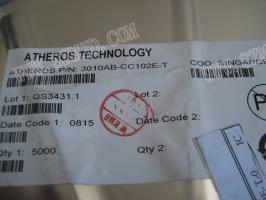 ATHEROS TECHNOLOGY
ATHEROS P/N: 3010AB-CC102E-T
COO: SINGAPORE
Lot 1: QS3431.1
Lot 2:
Date Code 1: 0815
Date Code 2:
Qty 1: 5000
Qty 2:
P